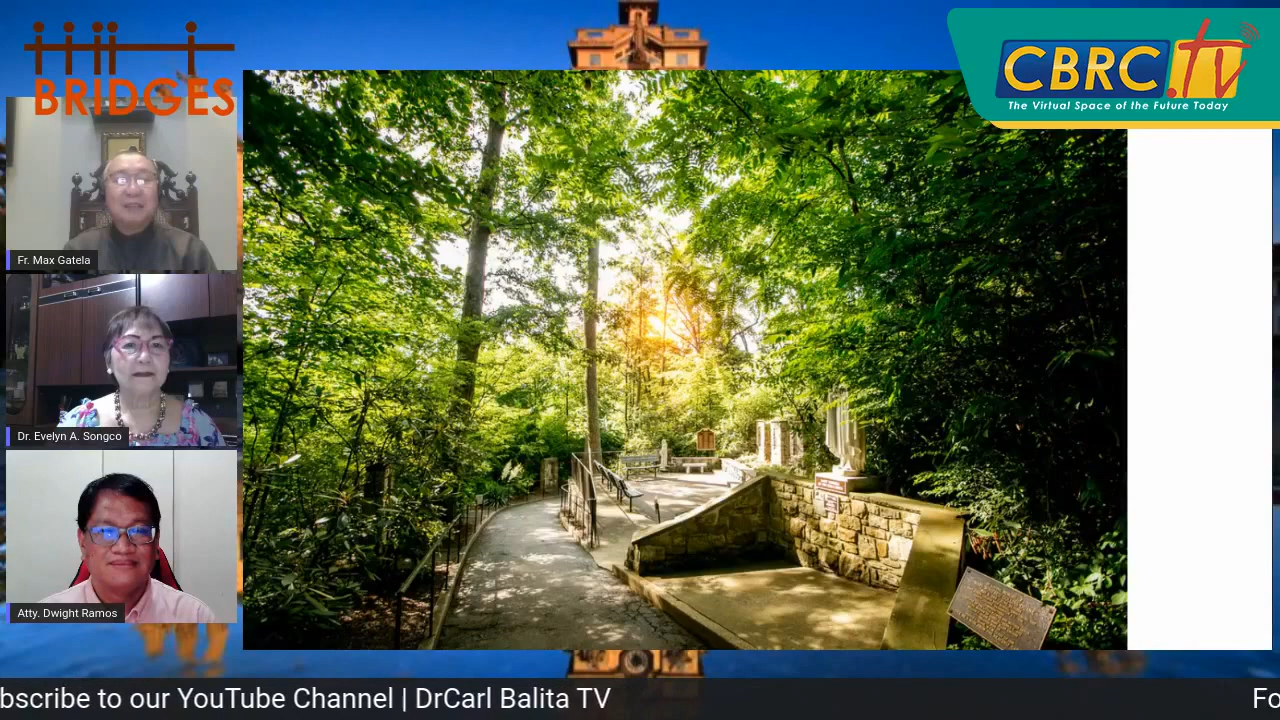 BRIDGES
CBRC.tv
The Virtual Space of the Future Today
Fr. Max Gatela
Dr. Evelyn A. Songco
Atty. Dwight Ramos
bscribe to our YouTube Channel | DrCarl Balita TV
Fo